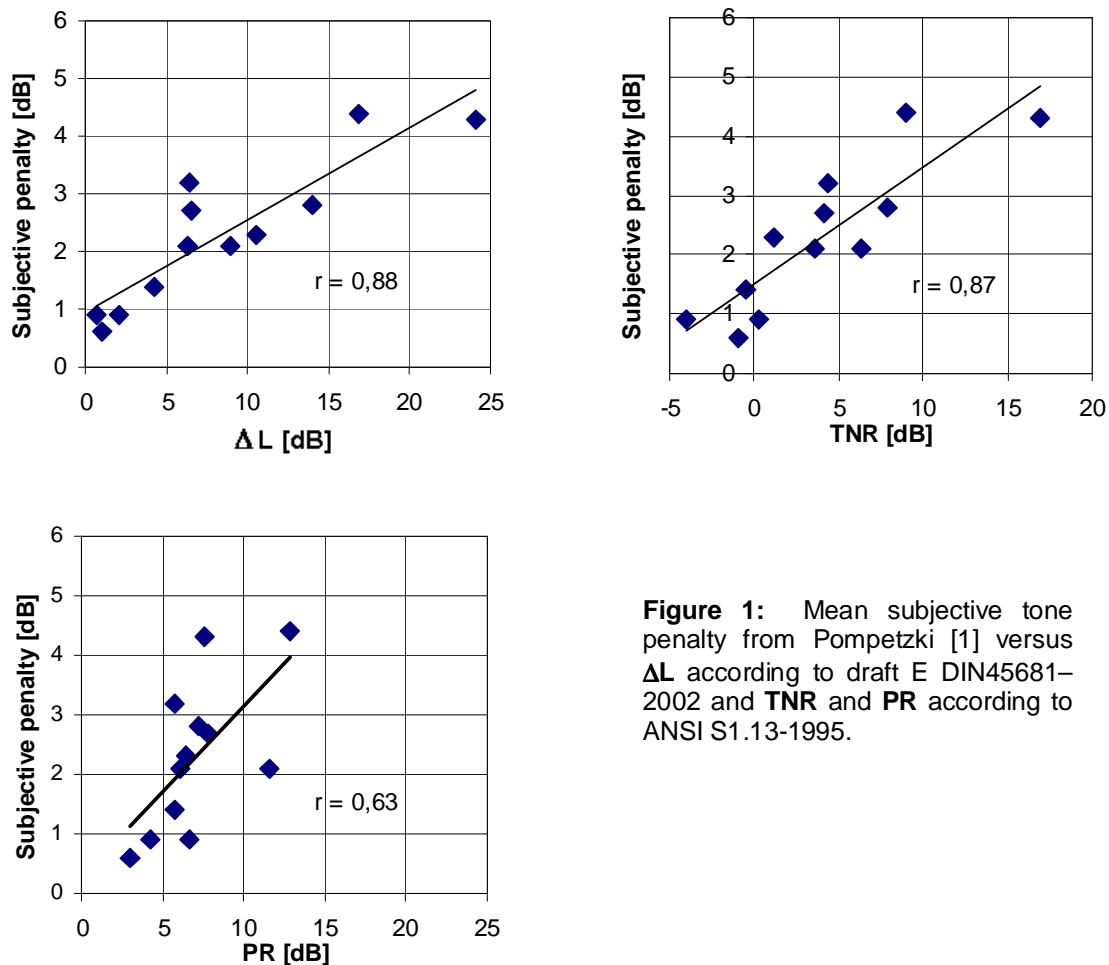 6
5
4
3
2
1
0
0 5 10 15 20 25
Subjective penalty [dB]
Δ L [dB]
r = 0,88
6
5
4
3
2
1
0
-5 0 5 10 15 20
Subjective penalty [dB]
TNR [dB]
r = 0,87
6
5
4
3
2
1
0
0 5 10 15 20 25
Subjective penalty [dB]
PR [dB]
r = 0,63
Figure 1: Mean subjective tone
penalty from Pompetzki [1] versus
ΔL according to draft E DIN45681–
2002 and TNR and PR according to
ANSI S1.13-1995.